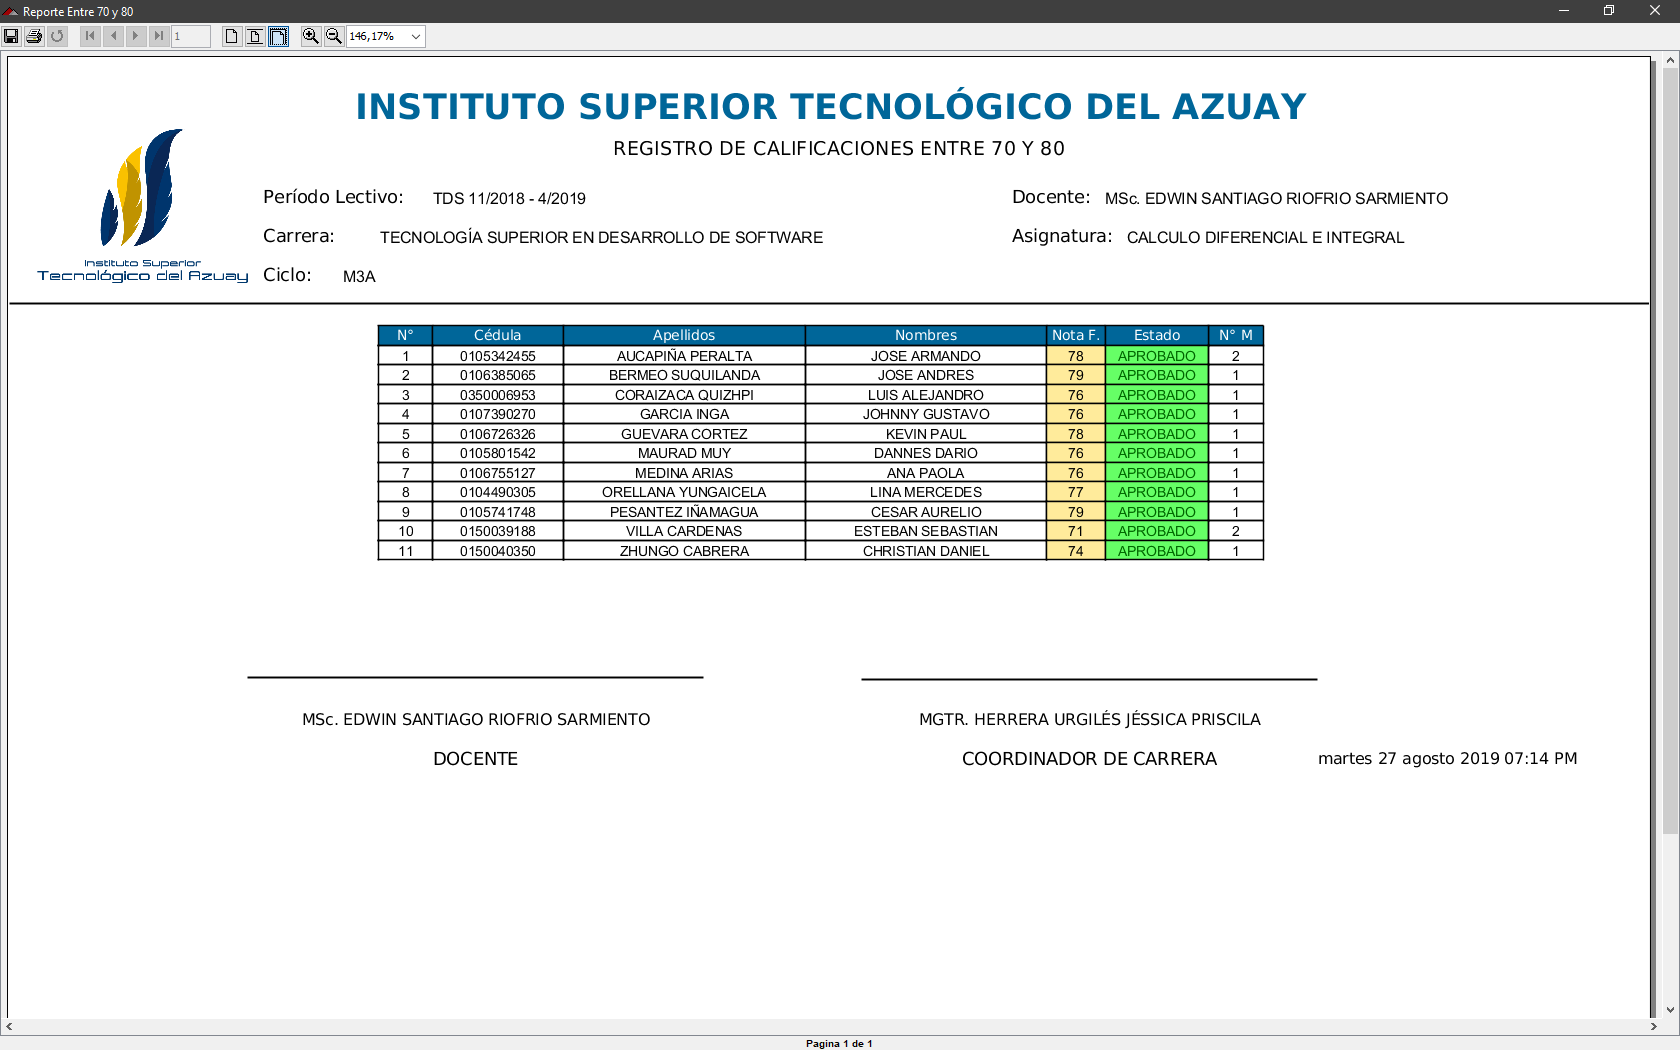 Reporte Entre 70 y 80
1
146,17%
INSTITUTO SUPERIOR TECNOLÓGICO DEL AZUAY
REGISTRO DE CALIFICACIONES ENTRE 70 Y 80
Período Lectivo: TDS 11/2018 - 4/2019 Docente: MSc. EDWIN SANTIAGO RIOFRIO SARMIENTO
Carrera: TECNOLOGÍA SUPERIOR EN DESARROLLO DE SOFTWARE Asignatura: CALCULO DIFERENCIAL E INTEGRAL
Instituto Superior
Tecnológico del Azuay
Ciclo: M3A
N° Cédula Apellidos Nombres Nota F. Estado N° M
1 0105342455 AUCAPIÑA PERALTA JOSE ARMANDO 78 APROBADO 2
2 0106385065 BERMEO SUQUILANDA JOSE ANDRES 79 APROBADO 1
3 0350006953 CORAIZACA QUIZHPI LUIS ALEJANDRO 76 APROBADO 1
4 0107390270 GARCIA INGA JOHNNY GUSTAVO 76 APROBADO 1
5 0106726326 GUEVARA CORTEZ KEVIN PAUL 78 APROBADO 1
6 0105801542 MAURAD MUY DANNES DARIO 76 APROBADO 1
7 0106755127 MEDINA ARIAS ANA PAOLA 76 APROBADO 1
8 0104490305 ORELLANA YUNGAICELA LINA MERCEDES 77 APROBADO 1
9 0105741748 PESANTEZ IÑAMAGUA CESAR AURELIO 79 APROBADO 1
10 0150039188 VILLA CARDENAS ESTEBAN SEBASTIAN 71 APROBADO 2
11 0150040350 ZHUNGO CABRERA CHRISTIAN DANIEL 74 APROBADO 1
MSc. EDWIN SANTIAGO RIOFRIO SARMIENTO MGTR. HERRERA URGILÉS JÉSSICA PRISCILA
DOCENTE COORDINADOR DE CARRERA martes 27 agosto 2019 07:14 PM
Pagina 1 de 1